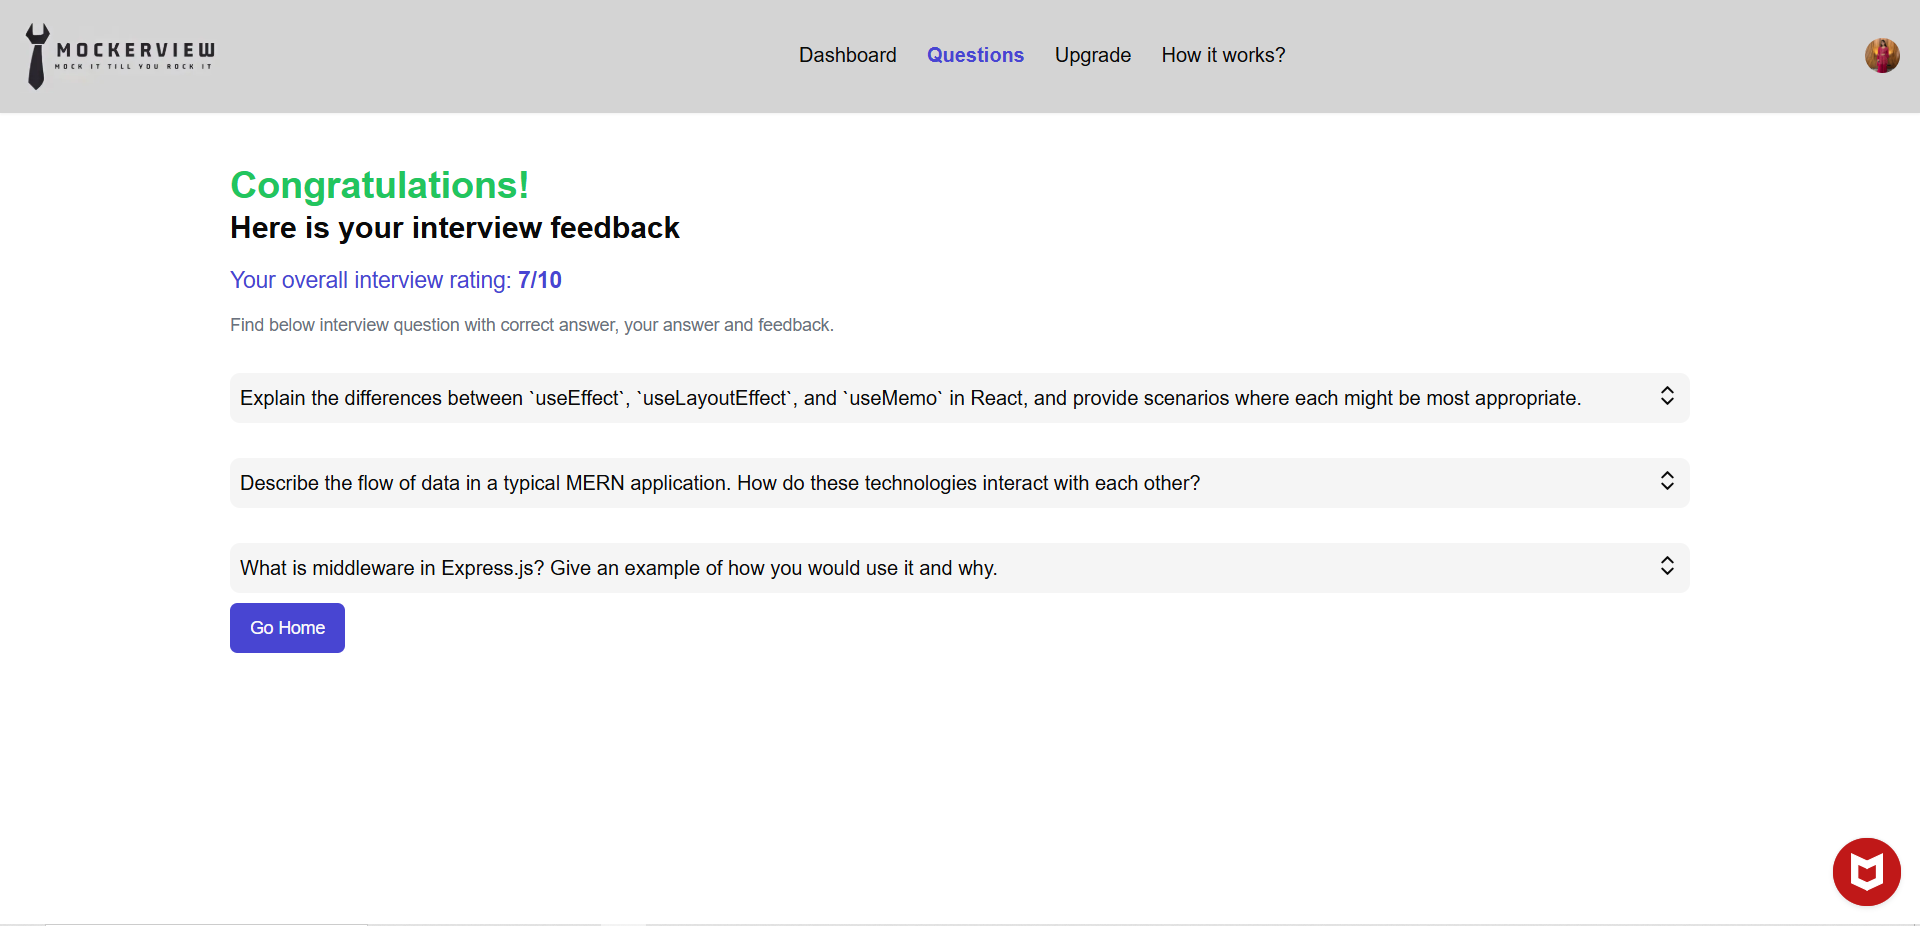 MOCKERVIEW
MOCK IT TILL YOU ROCK IT
Dashboard Questions Upgrade How it works?
Congratulations!
Here is your interview feedback
Your overall interview rating: 7/10
Find below interview question with correct answer, your answer and feedback.
Explain the differences between `useEffect`, `useLayoutEffect`, and `useMemo` in React, and provide scenarios where each might be most appropriate.
Describe the flow of data in a typical MERN application. How do these technologies interact with each other?
What is middleware in Express.js? Give an example of how you would use it and why.
Go Home